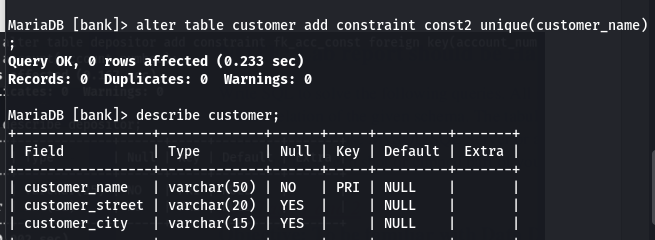 MariaDB [bank]> alter table customer add constraint const2 unique(customer_name)
;
Query OK, 0 rows affected (0.233 sec)
Records: 0  Duplicates: 0  Warnings: 0
MariaDB [bank]> describe customer;
+-----------------+-------------+------+-----+---------+-------+
| Field           | Type        | Null | Key | Default | Extra |
+-----------------+-------------+------+-----+---------+-------+
| customer_name   | varchar(50) | NO   | PRI | NULL    |       |
| customer_street | varchar(20) | YES  |     | NULL    |       |
| customer_city   | varchar(15) | YES  |     | NULL    |       |